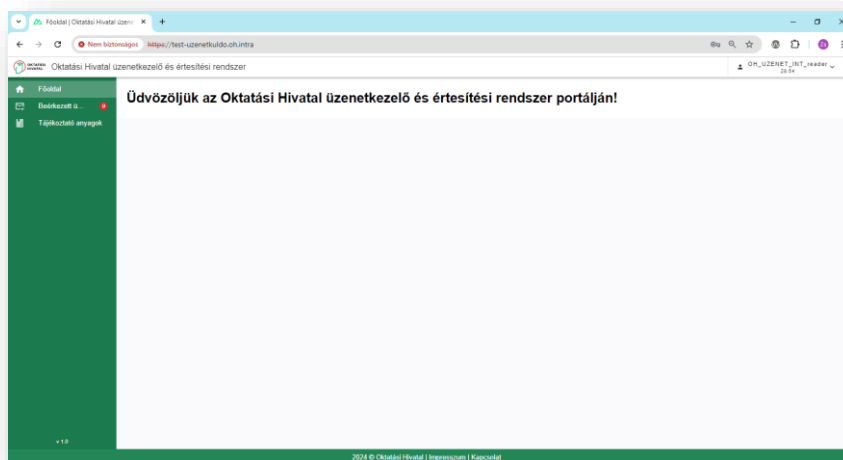 Főoldal | Oktatási Hivatal üzene
Nem biztonságos https://test-uzenetkuldo.oh.intra
OKTATÁSI HIVATAL
Oktatási Hivatal üzenetkezelő és értesítési rendszer
OH_UZENET_INT_reader
Főoldal
Beérkezett ü...
Tájékoztató anyagok
Üdvözöljük az Oktatási Hivatal üzenetkezelő és értesítési rendszer portálján!
v 1.0
2024 © Oktatási Hivatal | Impresszum | Kapcsolat